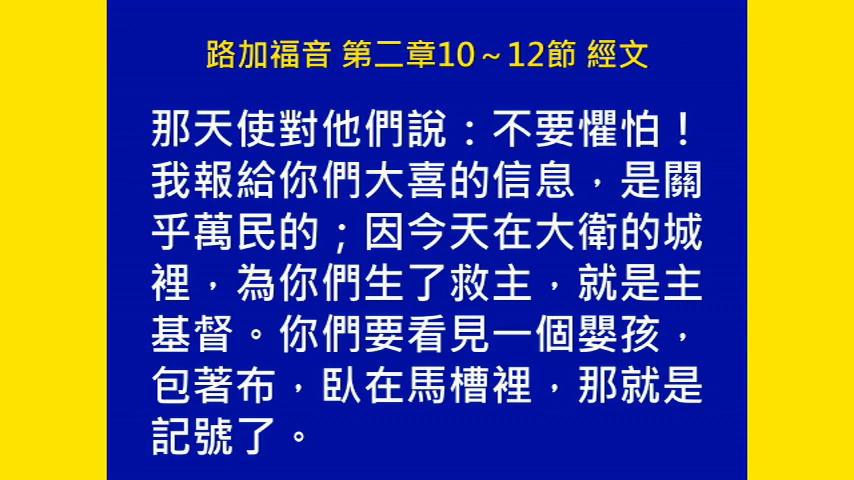 路加福音 第二章10～12節 經文
那天使對他們說：不要懼怕！
我報給你們大喜的信息，是關
乎萬民的；因今天在大衛的城
裡，為你們生了救主，就是主
基督。你們要看見一個嬰孩，
包著布，臥在馬槽裡，那就是
記號了。